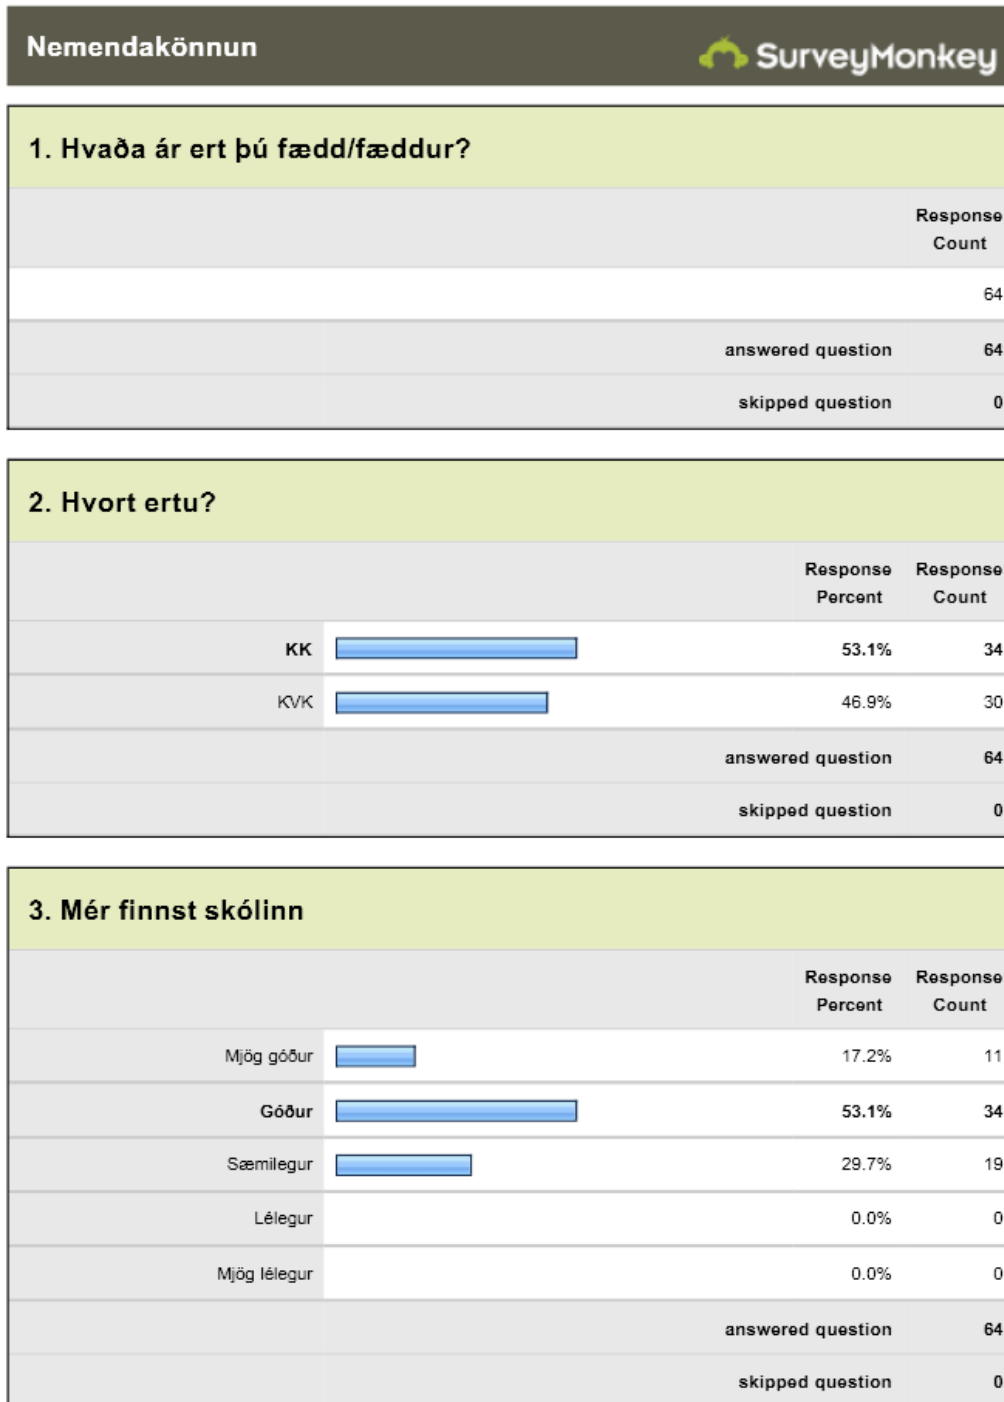 Nemendakönnun
SurveyMonkey
1. Hvaða ár ert þú fædd/fæddur?
Response
Count
64
answered question 64
skipped question 0
2. Hvort ertu?
Response Response
Percent Count
KK 53.1% 34
KVK 46.9% 30
answered question 64
skipped question 0
3. Mér finnst skólinn
Response Response
Percent Count
Mjög góður 17.2% 11
Góður 53.1% 34
Sæmilegur 29.7% 19
Lélegur 0.0% 0
Mjög lélegur 0.0% 0
answered question 64
skipped question 0